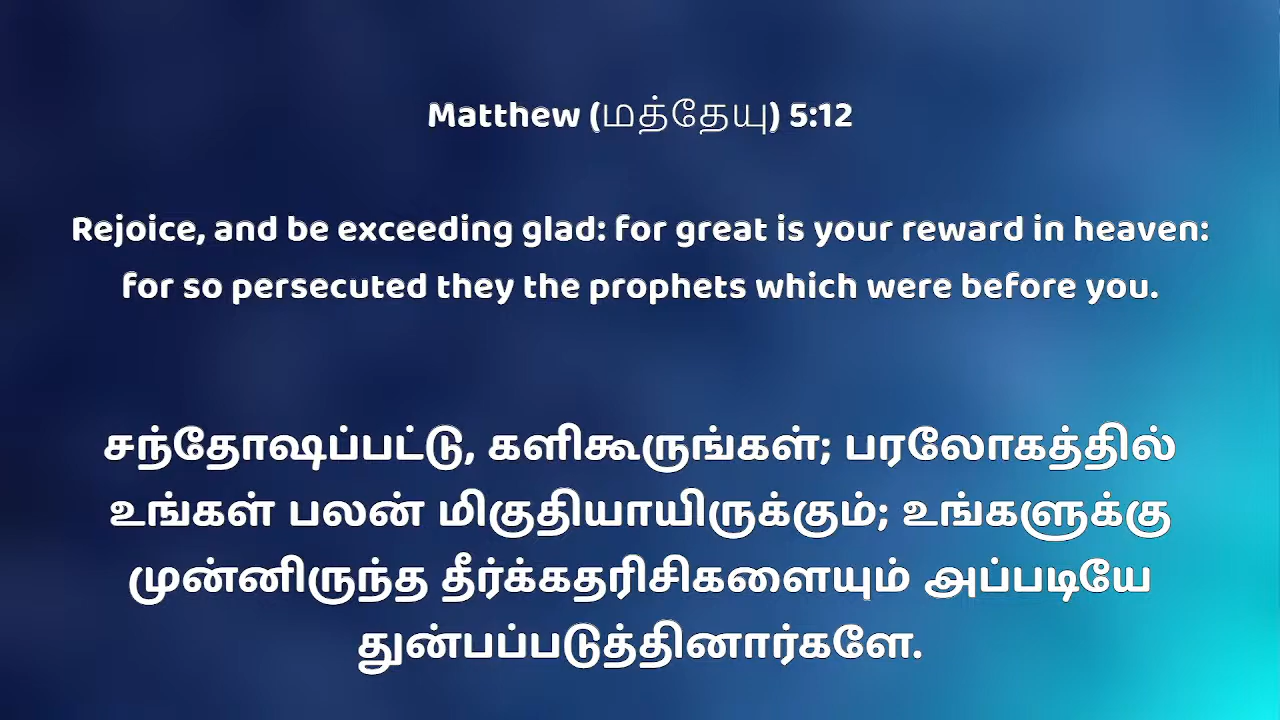 Matthew (மத்தேயு) 5:12
Rejoice, and be exceeding glad: for great is your reward in heaven:
for so persecuted they the prophets which were before you.
சந்தோஷப்பட்டு, களிகூருங்கள்; பரலோகத்தில்
உங்கள் பலன் மிகுதியாயிருக்கும்; உங்களுக்கு
முன்னிருந்த தீர்க்கதரிசிகளையும் அப்படியே
துன்பப்படுத்தினார்களே.